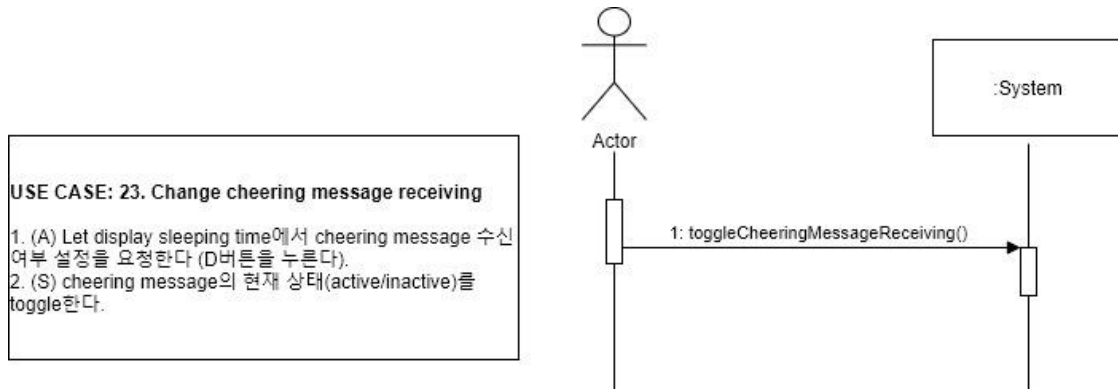 USE CASE: 23. Change cheering message receiving
1. (A) Let display sleeping time에서 cheering message 수신
여부 설정을 요청한다 (D버튼을 누른다).
2. (S) cheering message의 현재 상태(active/inactive)를
toggle한다.
Actor
:System
1: toggleCheeringMessageReceiving()